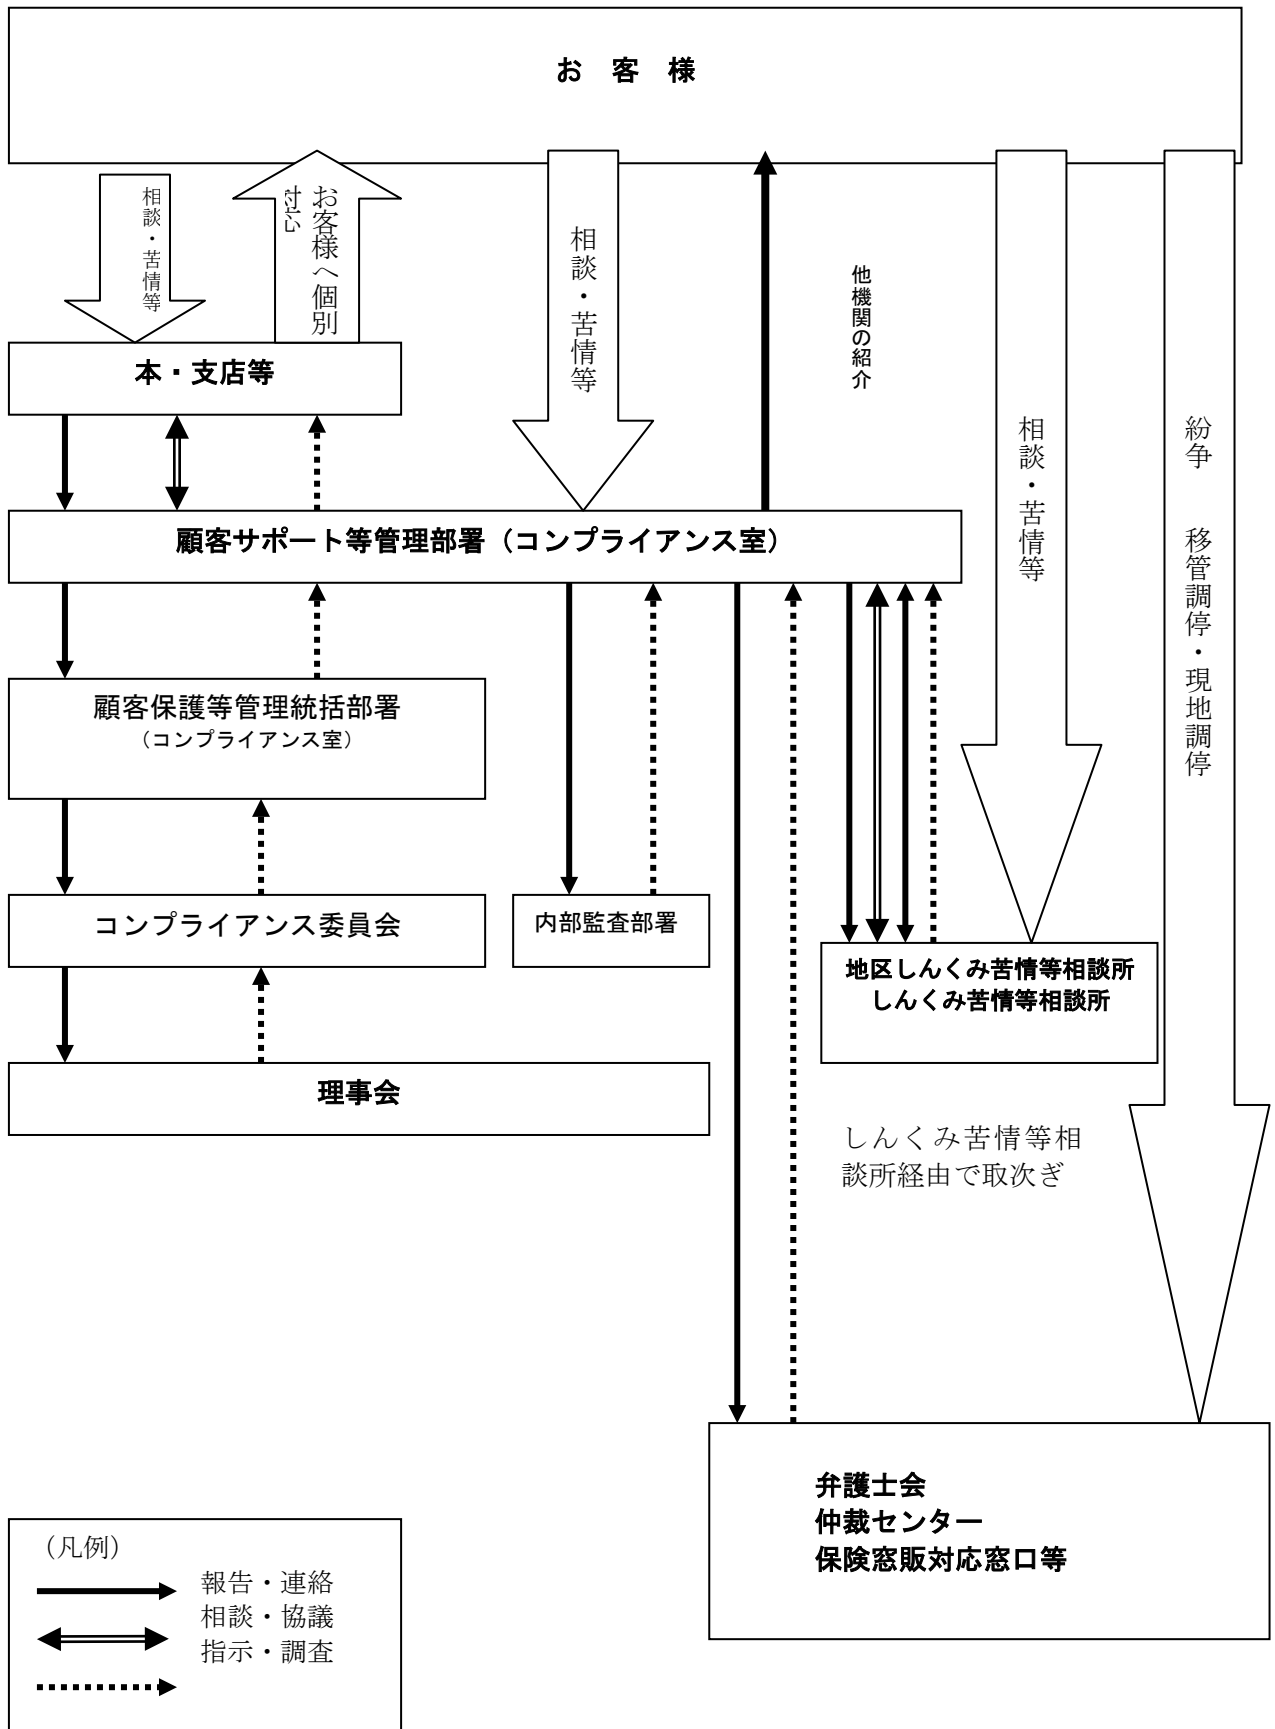 お　客　様
相談・苦情等
お客様へ個別
対応
相談・苦情等
他機関の紹介
相談・苦情等
紛争　　移管調停・現地調停
本・支店等
顧客サポート等管理部署（コンプライアンス室）
顧客保護等管理統括部署
（コンプライアンス室）
コンプライアンス委員会
内部監査部署
地区しんくみ苦情等相談所
しんくみ苦情等相談所
理事会
しんくみ苦情等相
談所経由で取次ぎ
弁護士会
仲裁センター
保険窓販対応窓口等
（凡例）
報告・連絡
相談・協議
指示・調査